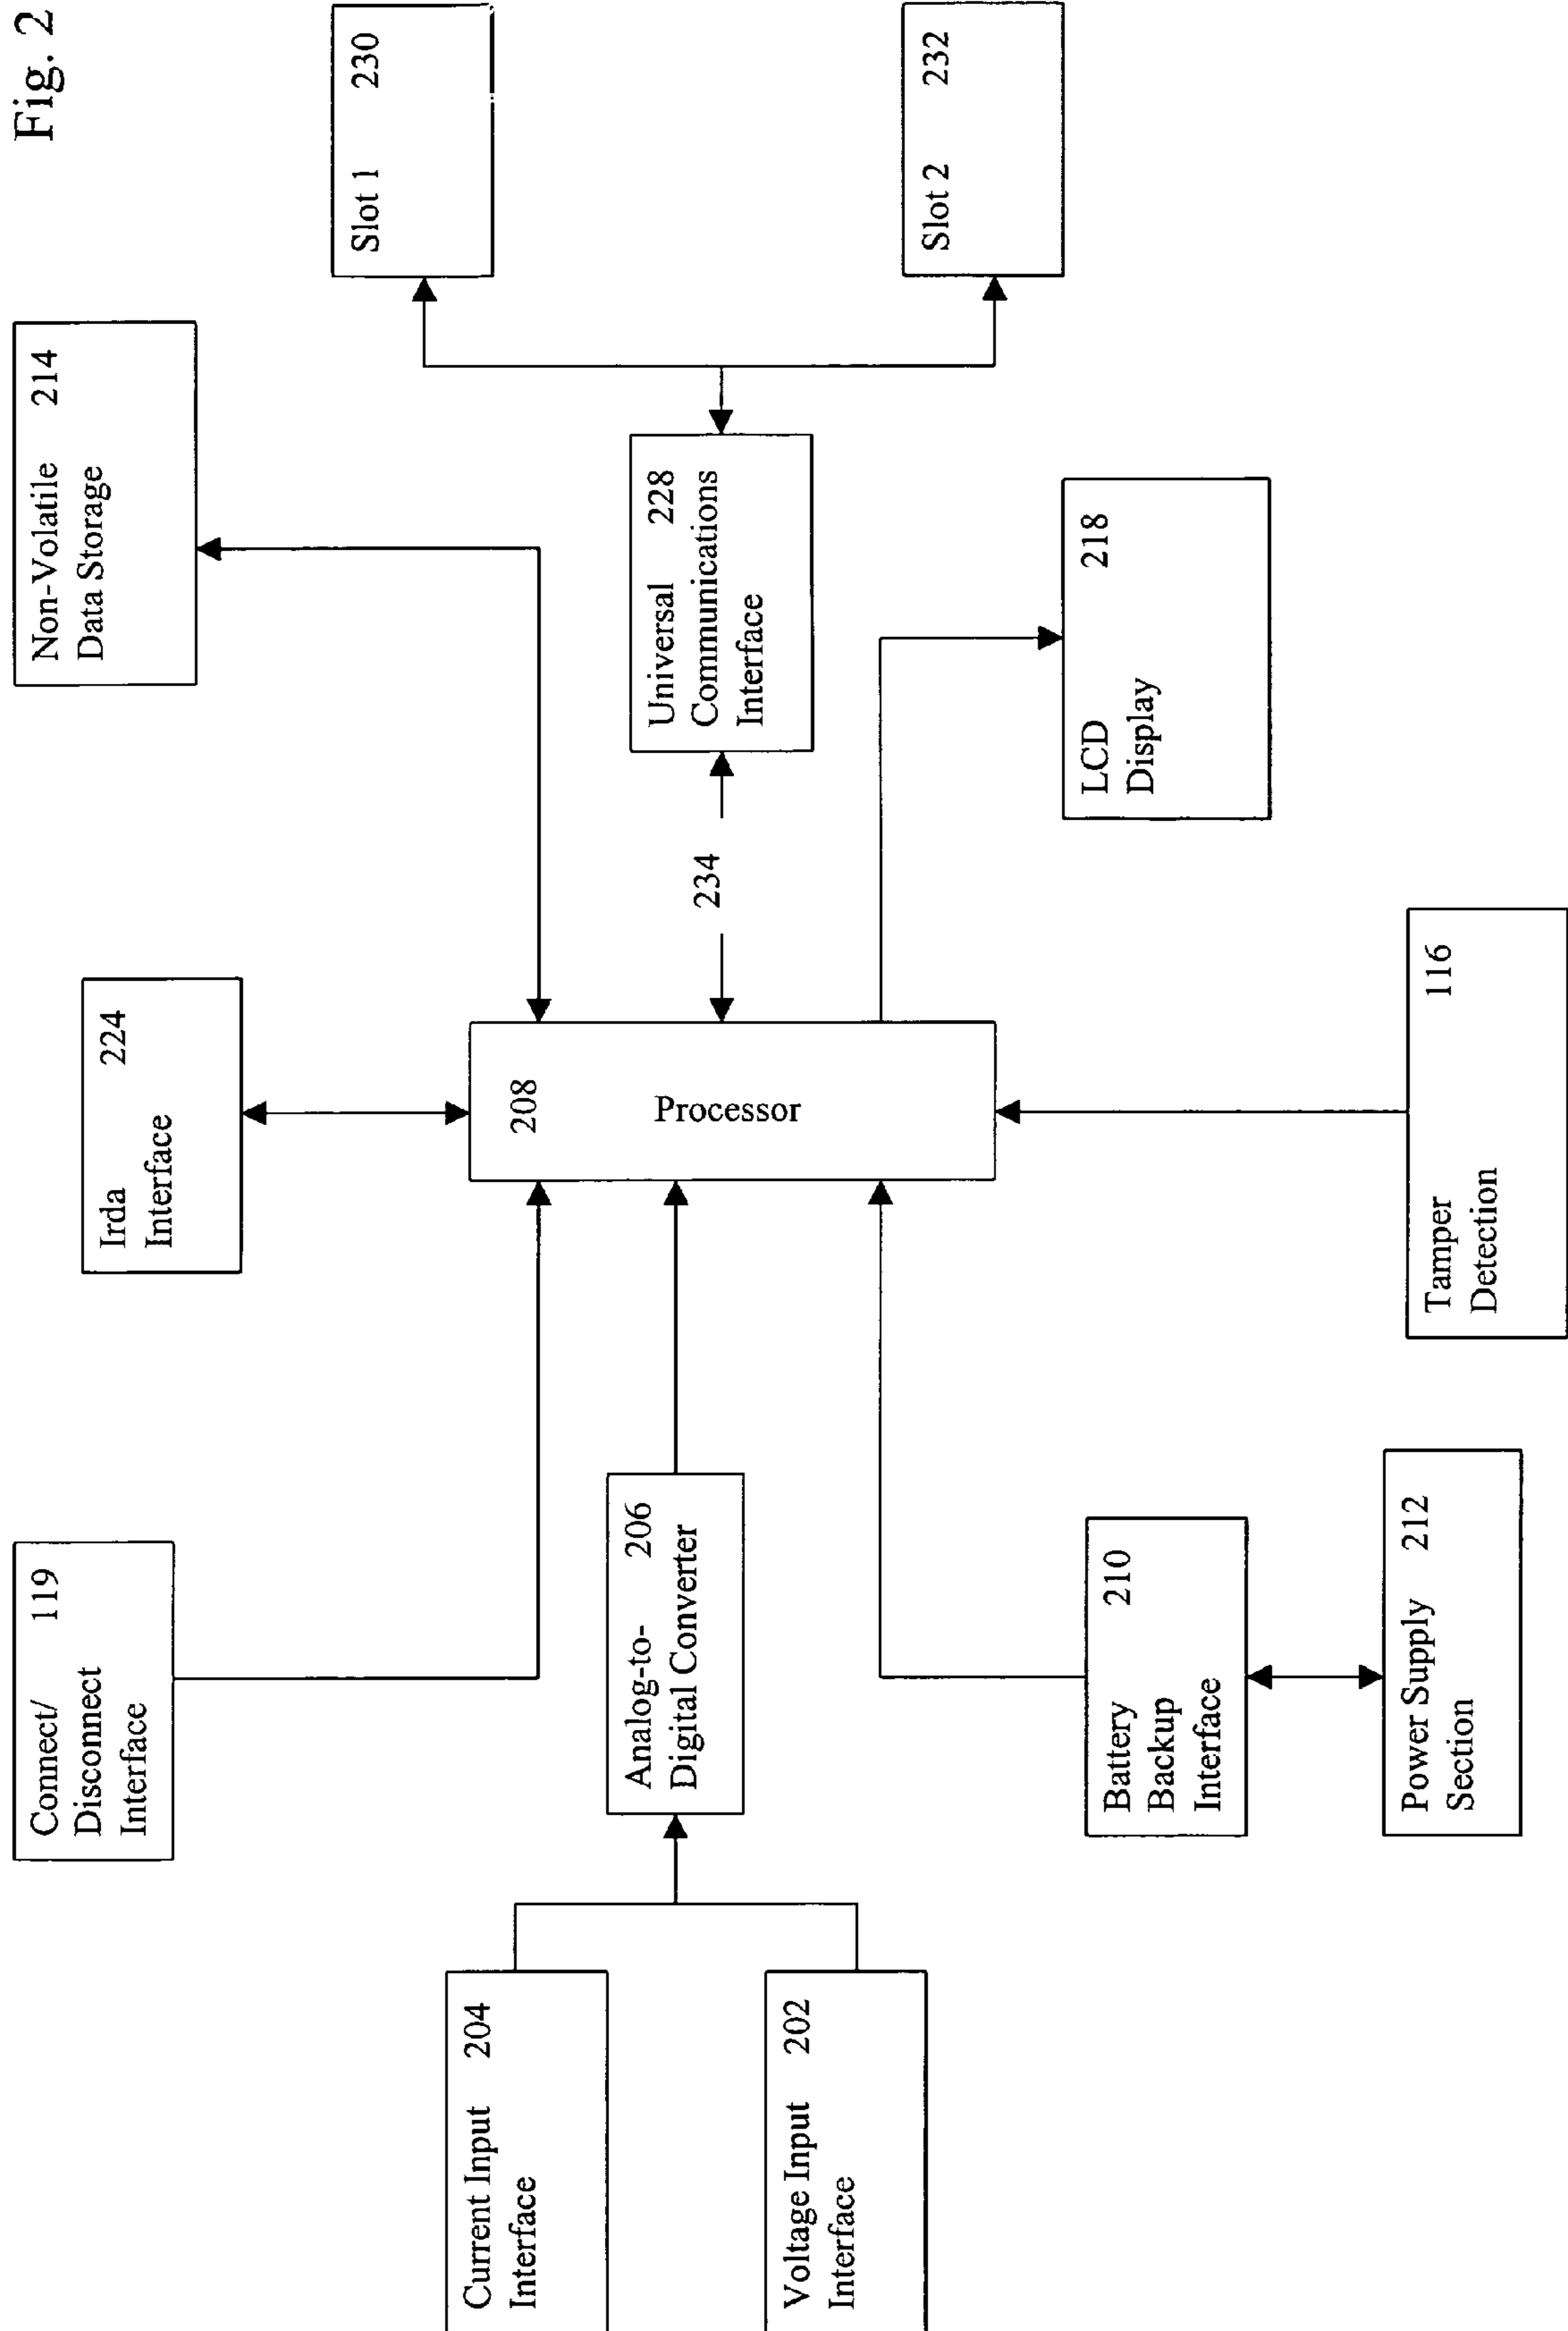 Fig. 2
Connect/ 119
Disconnect
Interface
Irda 224
Interface
Non-Volatile 214
Data Storage
Slot 1 230
Current Input 204
Interface
Analog-to- 206
Digital Converter
208
Processor
234
Universal 228
Communications
Interface
Voltage Input 202
Interface
Slot 2 232
Battery 210
Backup
Interface
LCD 218
Display
Power Supply 212
Section
Tamper 116
Detection